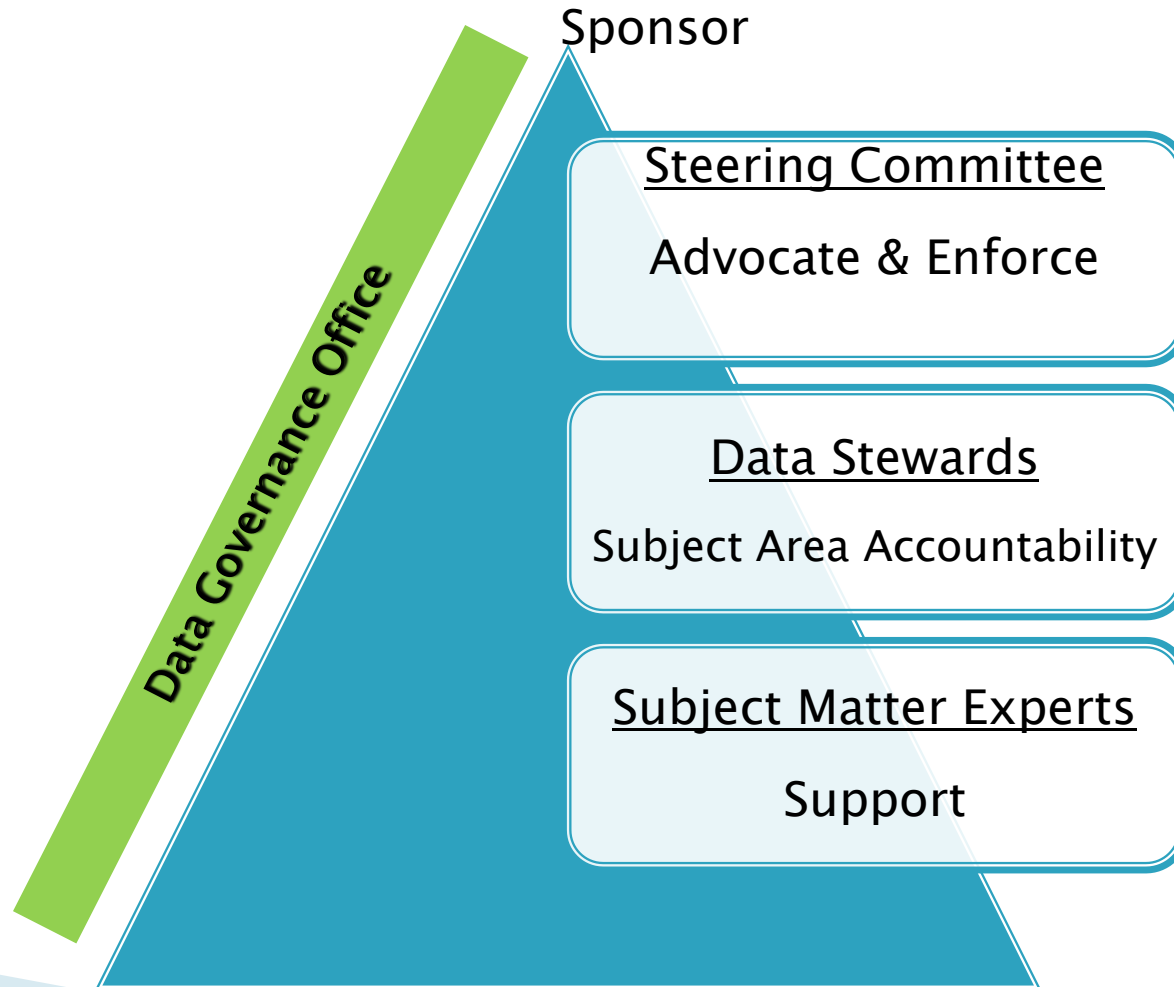 Sponsor
Data Governance Office
Steering Committee
Advocate & Enforce
Data Stewards
Subject Area Accountability
Subject Matter Experts
Support